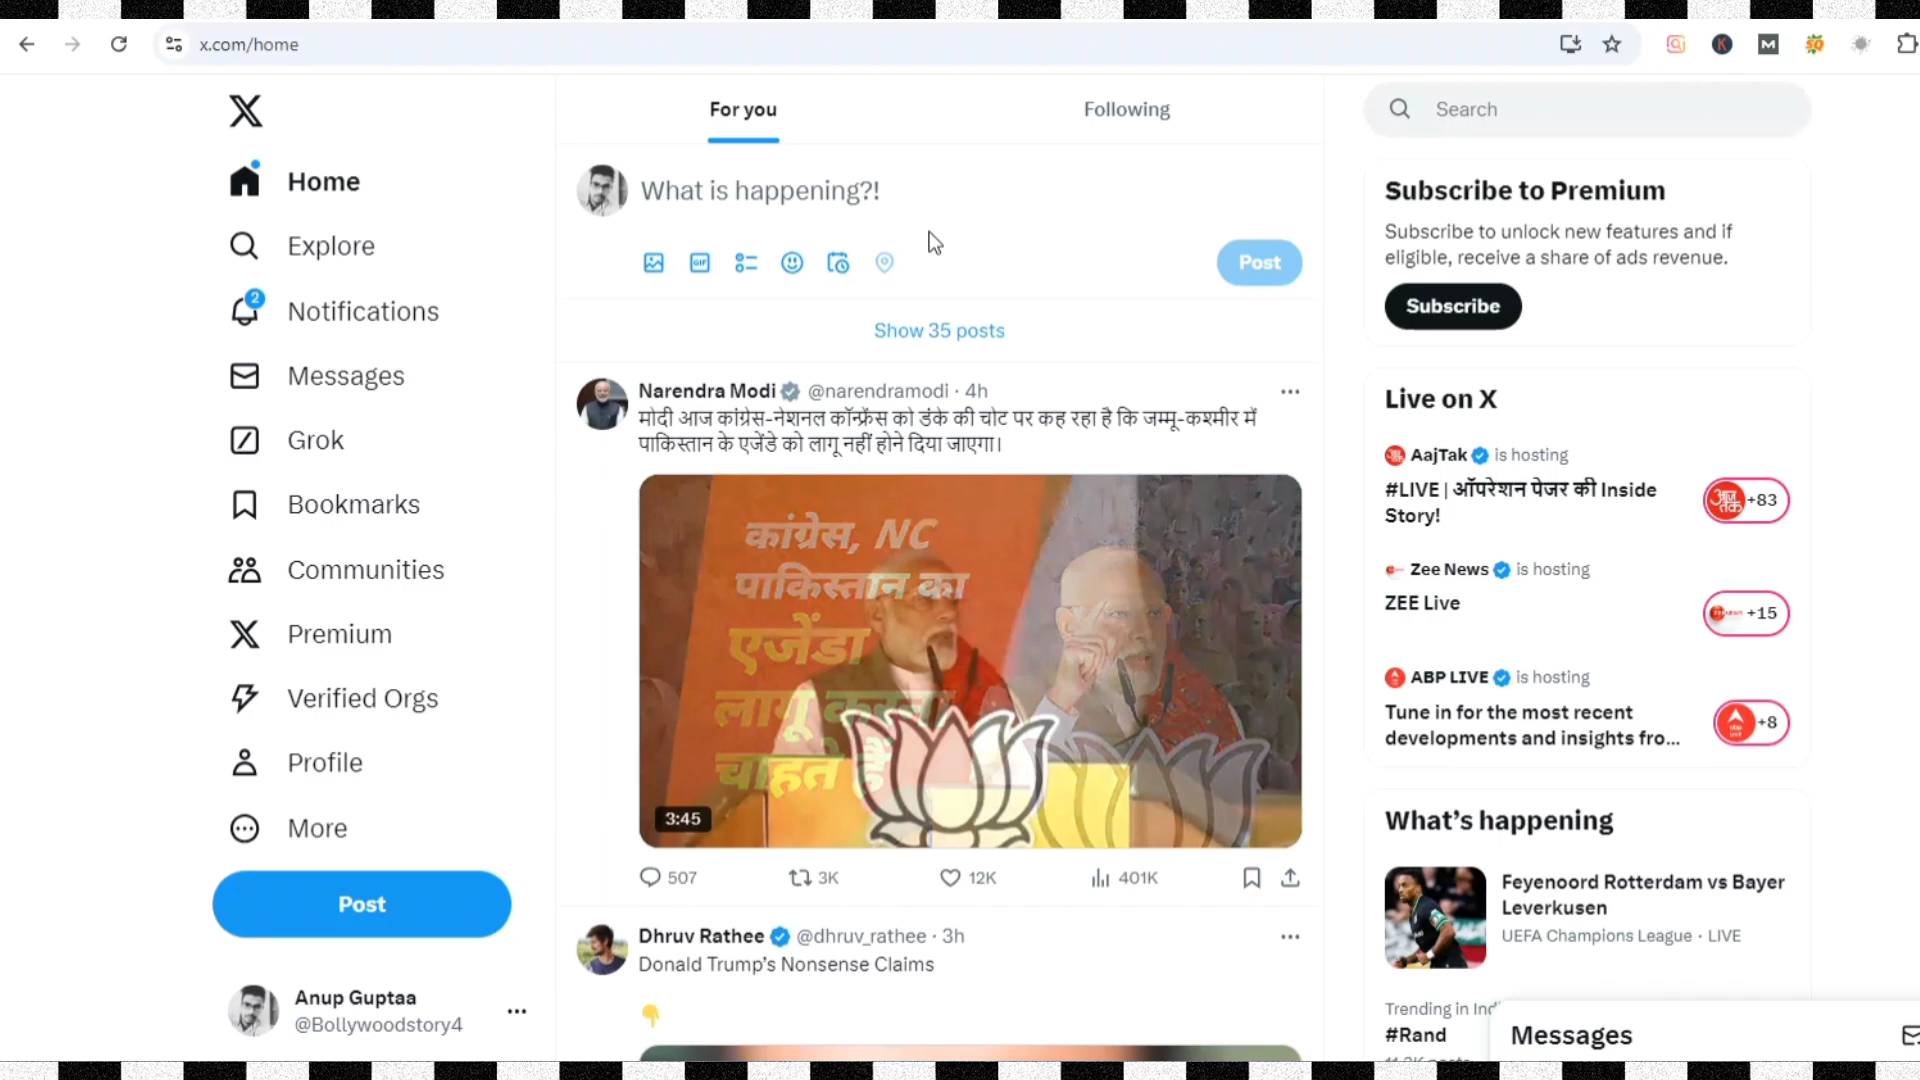 x.com/home
X
Home
Explore
2
Notifications
Messages
Grok
Bookmarks
Communities
Premium
Verified Orgs
Profile
More
Post
Anup Guptaa
@Bollywoodstory4
For you
Following
What is happening?!
GIF
Post
Show 35 posts
Narendra Modi @narendramodi · 4h
मोदी आज कांग्रेस-नेशनल कॉन्फ्रेंस को डंके की चोट पर कह रहा है कि जम्मू-कश्मीर में
पाकिस्तान के एजेंडे को लागू नहीं होने दिया जाएगा।
कांग्रेस, NC
पाकिस्तान का
एजेंडा
लागू करना
चाहते हैं
3:45
507
3K
12K
401K
Dhruv Rathee @dhruv_rathee · 3h
Donald Trump's Nonsense Claims
Search
Subscribe to Premium
Subscribe to unlock new features and if
eligible, receive a share of ads revenue.
Subscribe
Live on X
AajTak is hosting
#LIVE | ऑपरेशन पेजर की Inside
Story!
आज तक +83
Zee News is hosting
ZEE Live
+15
ABP LIVE is hosting
Tune in for the most recent
developments and insights fro...
+8
What's happening
Feyenoord Rotterdam vs Bayer
Leverkusen
UEFA Champions League · LIVE
Trending in Ind
#Rand
Messages